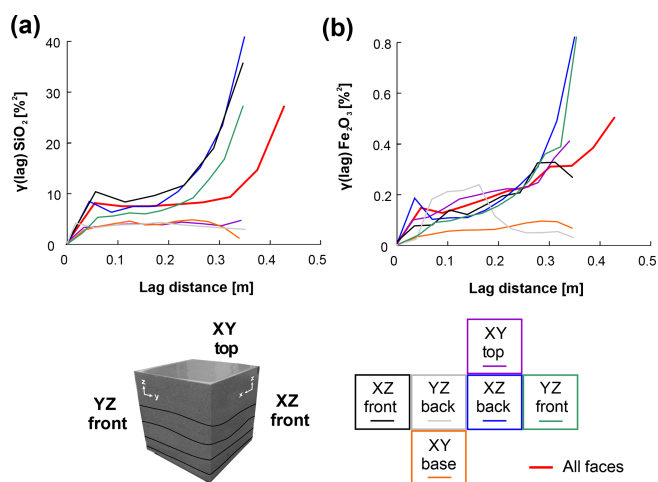 (a)
(b)
γ(lag) SiO₂ [%²]
40
30
20
10
0
0
0.1
0.2
0.3
0.4
0.5
Lag distance [m]
γ(lag) Fe₂O₃ [%²]
0.8
0.6
0.4
0.2
0.0
0
0.1
0.2
0.3
0.4
0.5
Lag distance [m]
XY
top
YZ
front
XZ
front
z
y
x
XY
top
XZ
front
YZ
back
XZ
back
YZ
front
XY
base
All faces